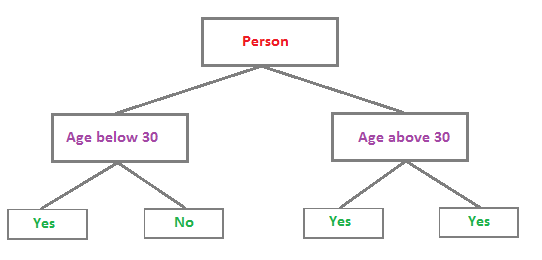 Person
Age below 30
Age above 30
Yes
No
Yes
Yes